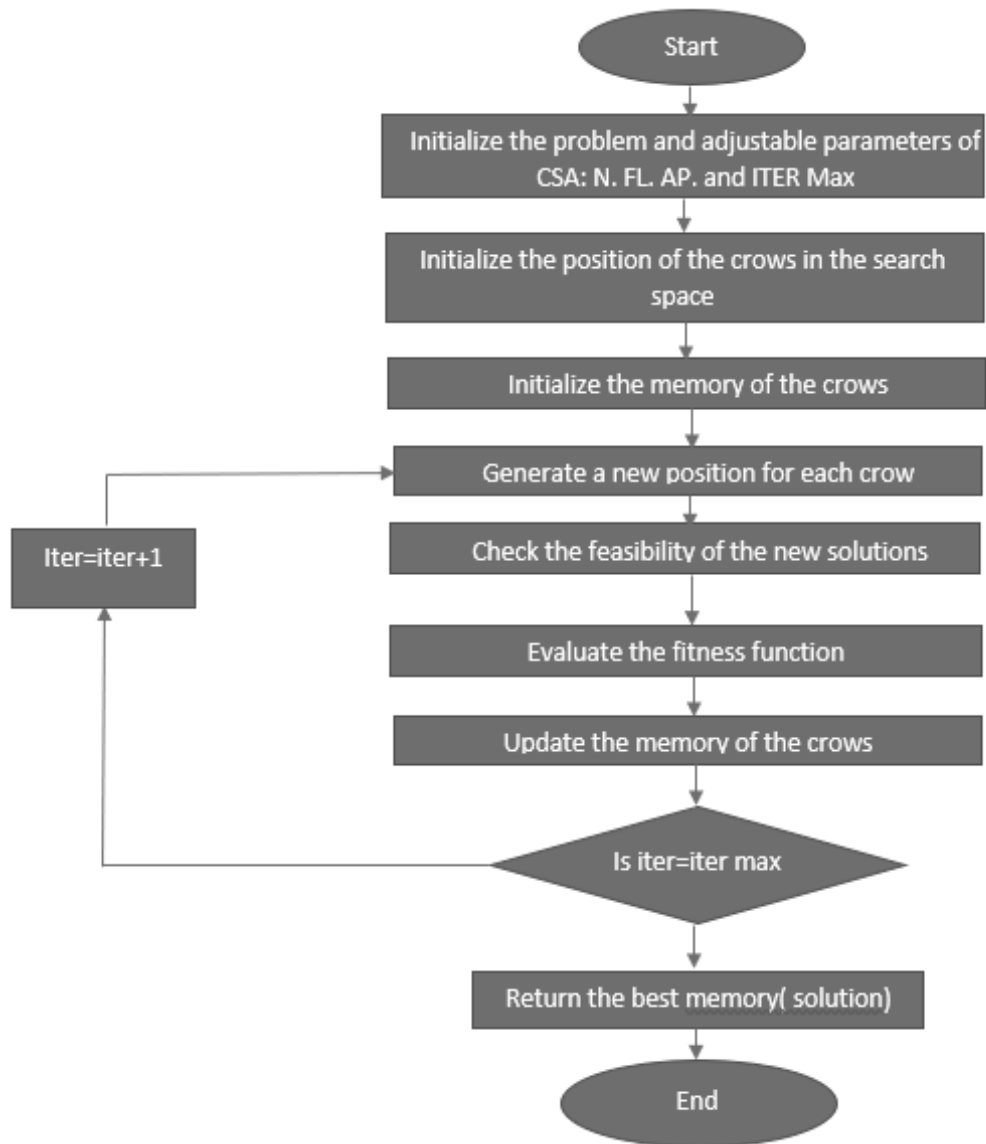 Start
Initialize the problem and adjustable parameters of
CSA: N. FL. AP. and ITER Max
Initialize the position of the crows in the search
space
Initialize the memory of the crows
Generate a new position for each crow
Iter=iter+1
Check the feasibility of the new solutions
Evaluate the fitness function
Update the memory of the crows
Is iter=iter max
Return the best memory( solution)
End